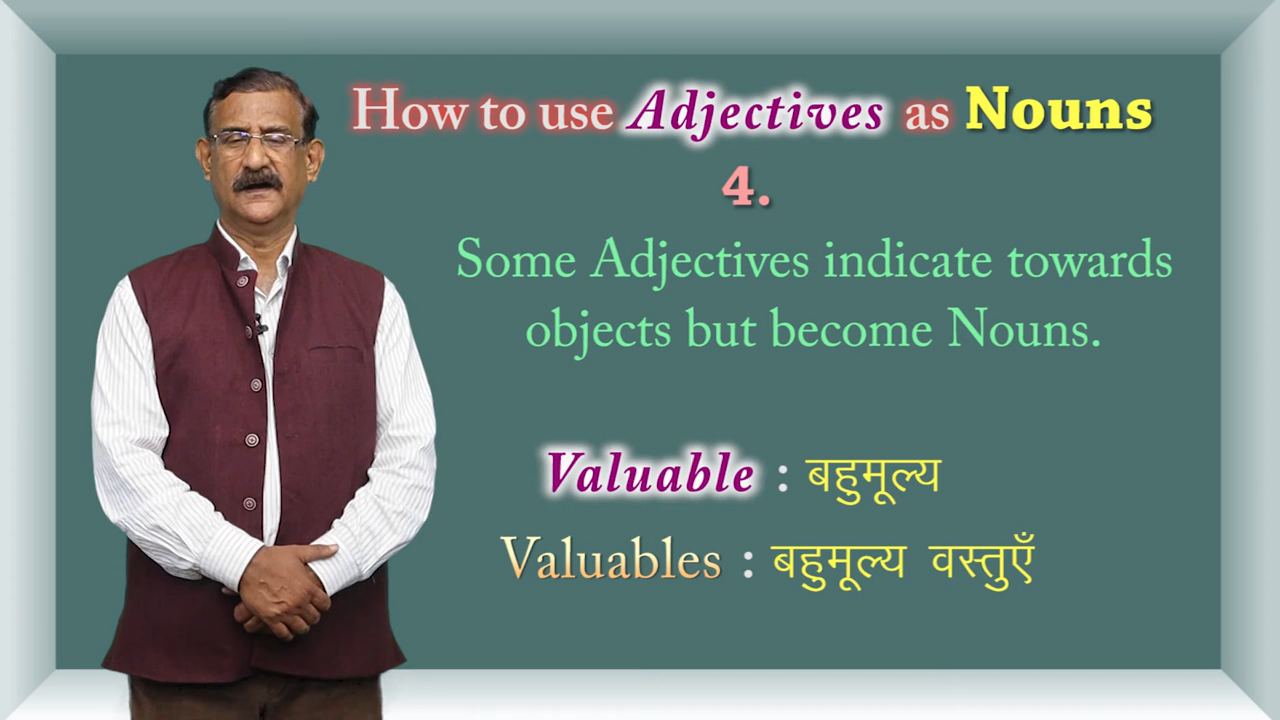 How to use Adjectives as Nouns
4.
Some Adjectives indicate towards
objects but become Nouns.
Valuable : बहुमूल्य
Valuables : बहुमूल्य वस्तुएँ